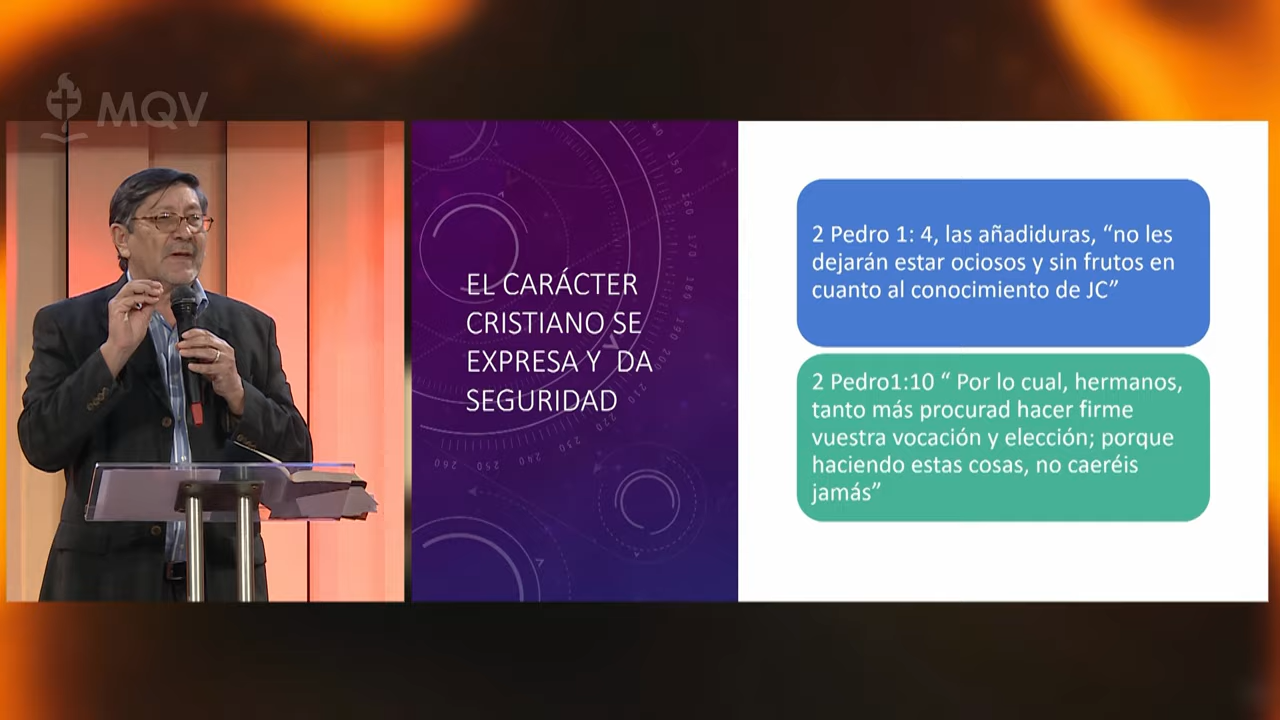 MQV
EL CARÁCTER
CRISTIANO SE
EXPRESA Y  DA
SEGURIDAD
2 Pedro 1: 4, las añadiduras, “no les
dejarán estar ociosos y sin frutos en
cuanto al conocimiento de JC”
2 Pedro1:10 “ Por lo cual, hermanos,
tanto más procurad hacer firme
vuestra vocación y elección; porque
haciendo estas cosas, no caeréis
jamás”